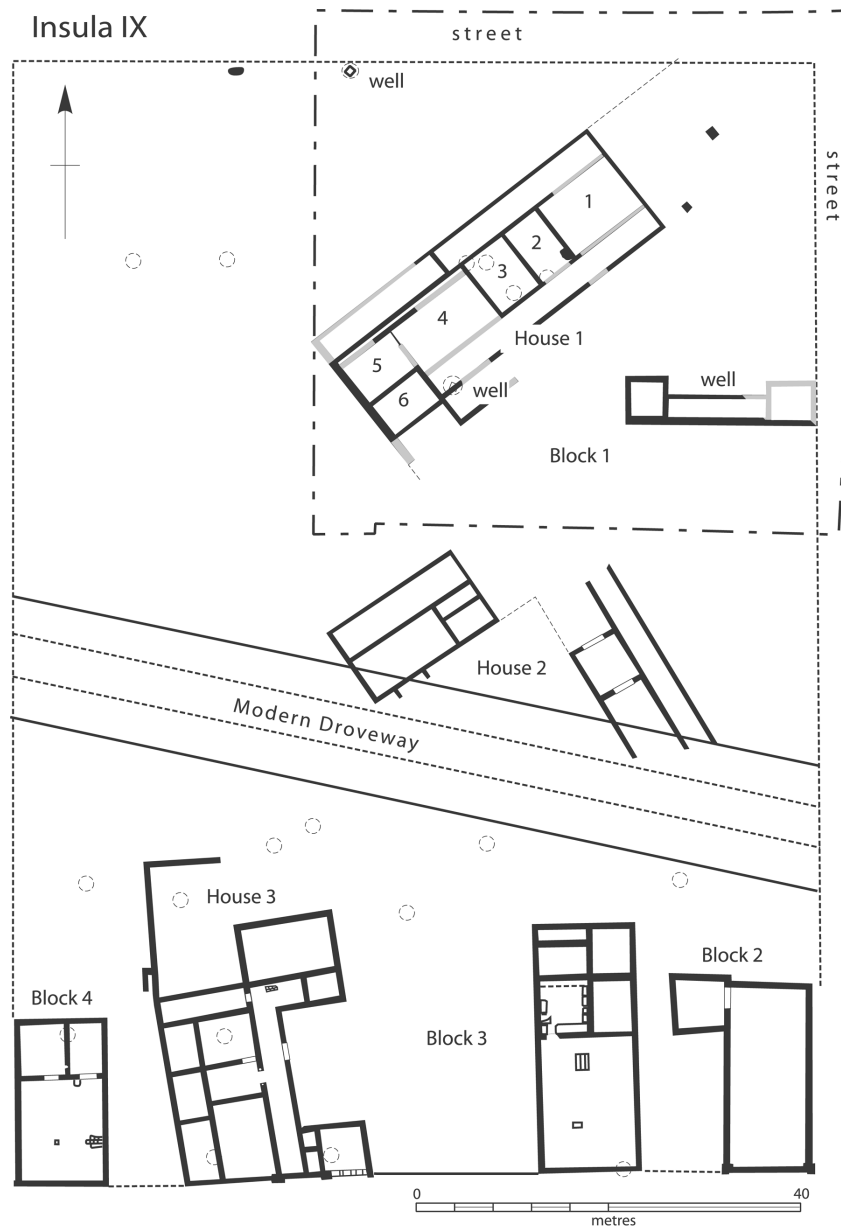 Insula IX
street
well
street
1
2
3
4
House 1
5
6
well
well
Block 1
House 2
Modern Droveway
House 3
Block 2
Block 4
Block 3
0
40
metres